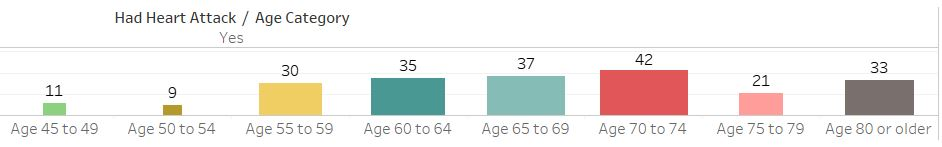 Had Heart Attack / Age Category
Yes
11 9 30 35 37 42 21 33
Age 45 to 49 Age 50 to 54 Age 55 to 59 Age 60 to 64 Age 65 to 69 Age 70 to 74 Age 75 to 79 Age 80 or older